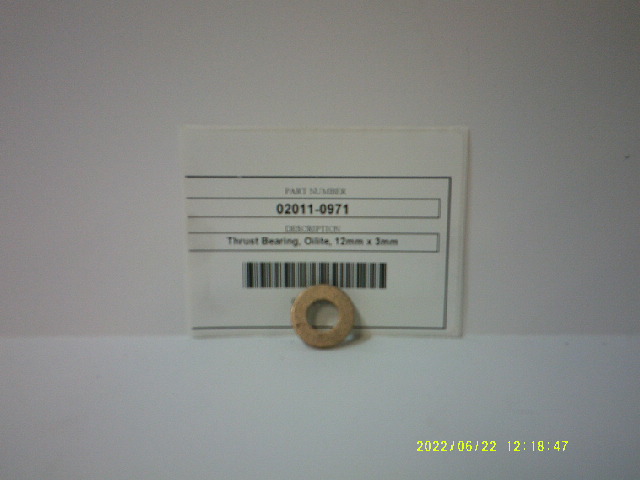 PART NUMBER
02011-0971
DESCRIPTION
Thrust Bearing, Oilite, 12mm x 3mm
2022/06/22 12:18:47